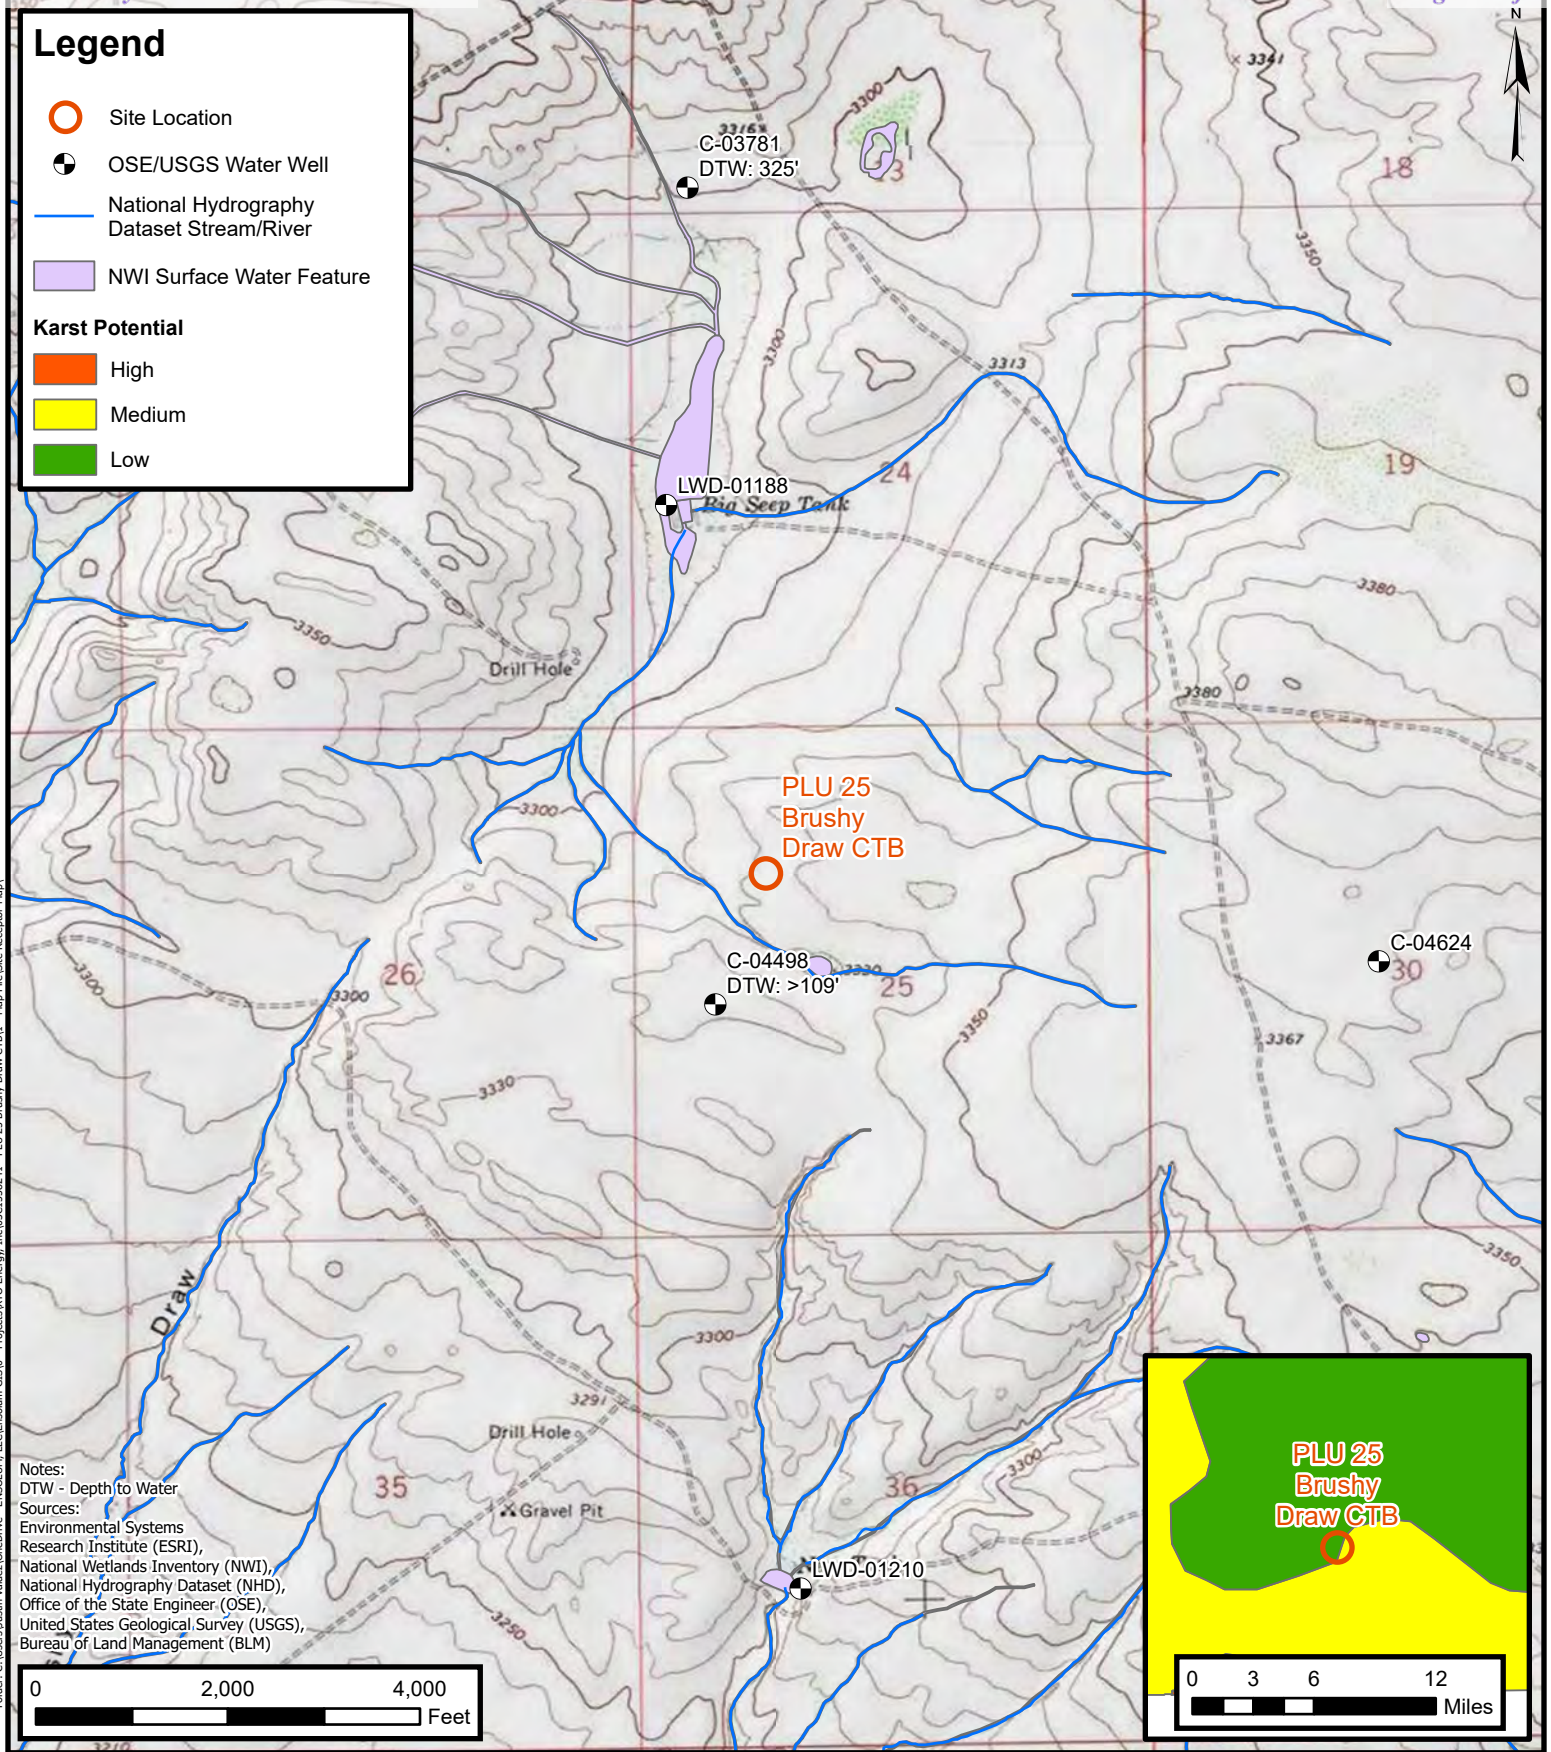 Legend
Site Location
OSE/USGS Water Well
National Hydrography
Dataset Stream/River
NWI Surface Water Feature
Karst Potential
High
Medium
Low
N
3341
3300
3316
C-03781
DTW: 325'
13
18
3350
3300
3313
24
19
LWD-01188
Big Seep Tank
3380
3350
Drill Hole
3380
PLU 25
Brushy
Draw CTB
3300
C-04498
DTW: >109'
3330
25
C-04624
30
26
3300
3300
3350
3367
3330
3350
Draw
3300
3291
Drill Hole
35
Gravel Pit
36
3300
LWD-01210
3250
3210
Notes:
DTW - Depth to Water
Sources:
Environmental Systems
Research Institute (ESRI),
National Wetlands Inventory (NWI),
National Hydrography Dataset (NHD),
Office of the State Engineer (OSE),
United States Geological Survey (USGS),
Bureau of Land Management (BLM)
0 2,000 4,000
Feet
PLU 25
Brushy
Draw CTB
0 3 6 12
Miles